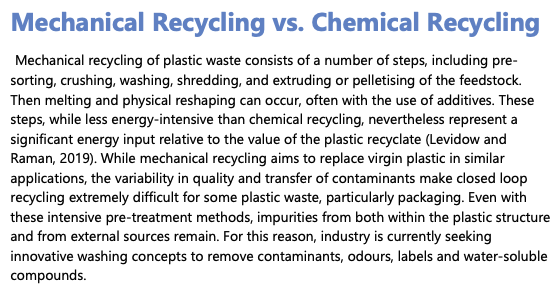 Mechanical Recycling vs. Chemical Recycling
Mechanical recycling of plastic waste consists of a number of steps, including pre-
sorting, crushing, washing, shredding, and extruding or pelletising of the feedstock.
Then melting and physical reshaping can occur, often with the use of additives. These
steps, while less energy-intensive than chemical recycling, nevertheless represent a
significant energy input relative to the value of the plastic recyclate (Levidow and
Raman, 2019). While mechanical recycling aims to replace virgin plastic in similar
applications, the variability in quality and transfer of contaminants make closed loop
recycling extremely difficult for some plastic waste, particularly packaging. Even with
these intensive pre-treatment methods, impurities from both within the plastic structure
and from external sources remain. For this reason, industry is currently seeking
innovative washing concepts to remove contaminants, odours, labels and water-soluble
compounds.